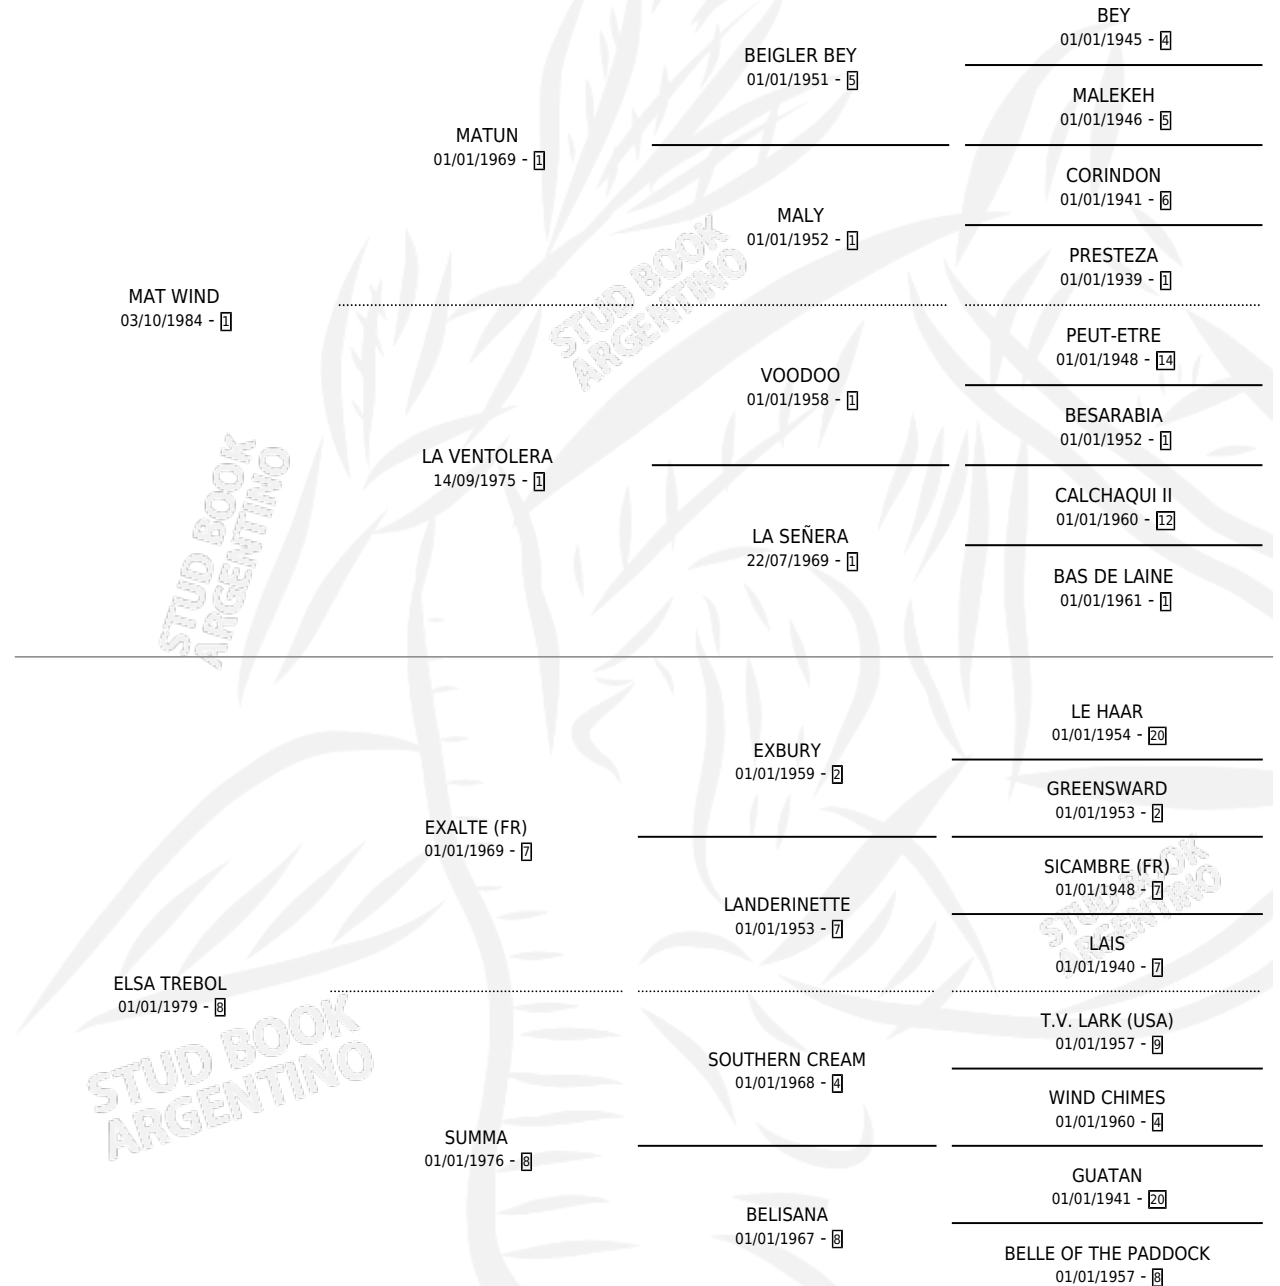 BEY
01/01/1945 - 4
BEIGLER BEY
01/01/1951 - 5
MALEKEH
01/01/1946 - 5
MATUN
01/01/1969 - 1
CORINDON
01/01/1941 - 6
MALY
01/01/1952 - 1
PRESTEZA
01/01/1939 - 1
MAT WIND
03/10/1984 - 1
PEUT-ETRE
01/01/1948 - 14
VOODOO
01/01/1958 - 1
BESARABIA
01/01/1952 - 1
LA VENTOLERA
14/09/1975 - 1
CALCHAQUI II
01/01/1960 - 12
LA SEÑERA
22/07/1969 - 1
BAS DE LAINE
01/01/1961 - 1
LE HAAR
01/01/1954 - 20
EXBURY
01/01/1959 - 2
GREENSWARD
01/01/1953 - 2
EXALTE (FR)
01/01/1969 - 7
SICAMBRE (FR)
01/01/1948 - 7
LANDERINETTE
01/01/1953 - 7
LAIS
01/01/1940 - 7
ELSA TREBOL
01/01/1979 - 8
T.V. LARK (USA)
01/01/1957 - 9
SOUTHERN CREAM
01/01/1968 - 4
WIND CHIMES
01/01/1960 - 4
SUMMA
01/01/1976 - 8
GUATAN
01/01/1941 - 20
BELISANA
01/01/1967 - 8
BELLE OF THE PADDOCK
01/01/1957 - 8
STUD BOOK
ARGENTINO
STUD BOOK
ARGENTINO
STUD BOOK
ARGENTINO
STUD BOOK
ARGENTINO